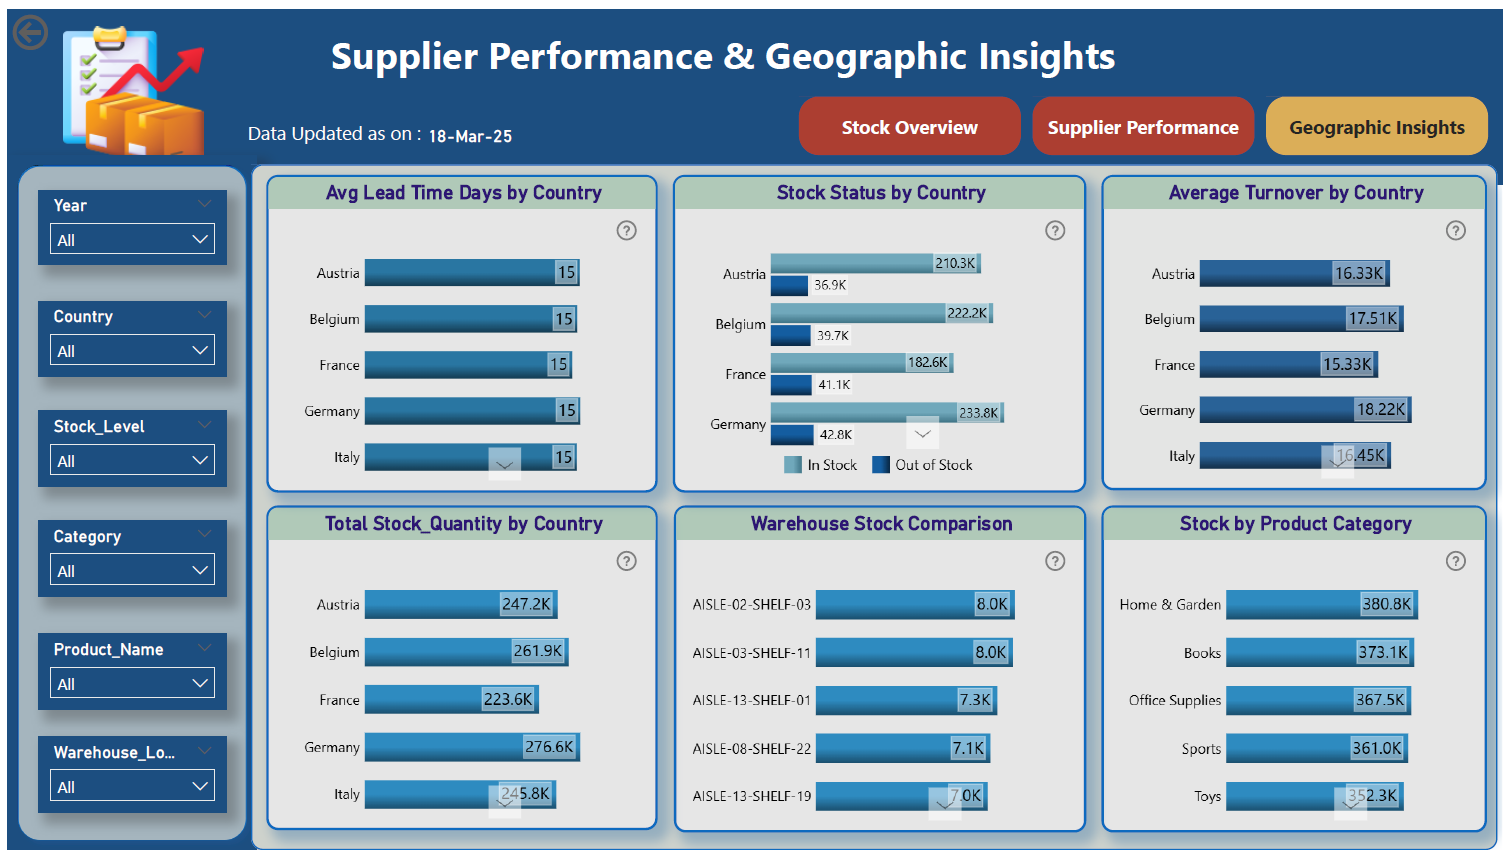 Supplier Performance & Geographic Insights
Data Updated as on : 18-Mar-25
Stock Overview
Supplier Performance
Geographic Insights
Year
All
Country
All
Stock_Level
All
Category
All
Product_Name
All
Warehouse_Lo...
All
Avg Lead Time Days by Country
?
Austria 15
Belgium 15
France 15
Germany 15
Italy 15
Stock Status by Country
?
Austria 210.3K
36.9K
Belgium 222.2K
39.7K
France 182.6K
41.1K
Germany 233.8K
42.8K
In Stock Out of Stock
Average Turnover by Country
?
Austria 16.33K
Belgium 17.51K
France 15.33K
Germany 18.22K
Italy 16.45K
Total Stock_Quantity by Country
?
Austria 247.2K
Belgium 261.9K
France 223.6K
Germany 276.6K
Italy 245.8K
Warehouse Stock Comparison
?
AISLE-02-SHELF-03 8.0K
AISLE-03-SHELF-11 8.0K
AISLE-13-SHELF-01 7.3K
AISLE-08-SHELF-22 7.1K
AISLE-13-SHELF-19 7.0K
Stock by Product Category
?
Home & Garden 380.8K
Books 373.1K
Office Supplies 367.5K
Sports 361.0K
Toys 352.3K